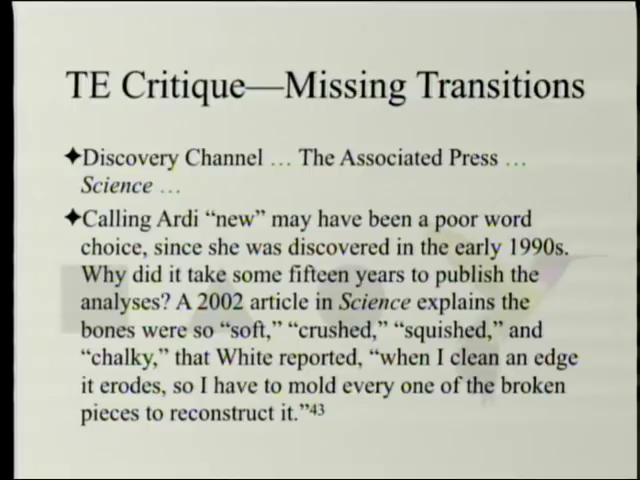 TE Critique—Missing Transitions
✦Discovery Channel … The Associated Press …
Science …
✦Calling Ardi “new” may have been a poor word
choice, since she was discovered in the early 1990s.
Why did it take some fifteen years to publish the
analyses? A 2002 article in Science explains the
bones were so “soft,” “crushed,” “squished,” and
“chalky,” that White reported, “when I clean an edge
it erodes, so I have to mold every one of the broken
pieces to reconstruct it.”43